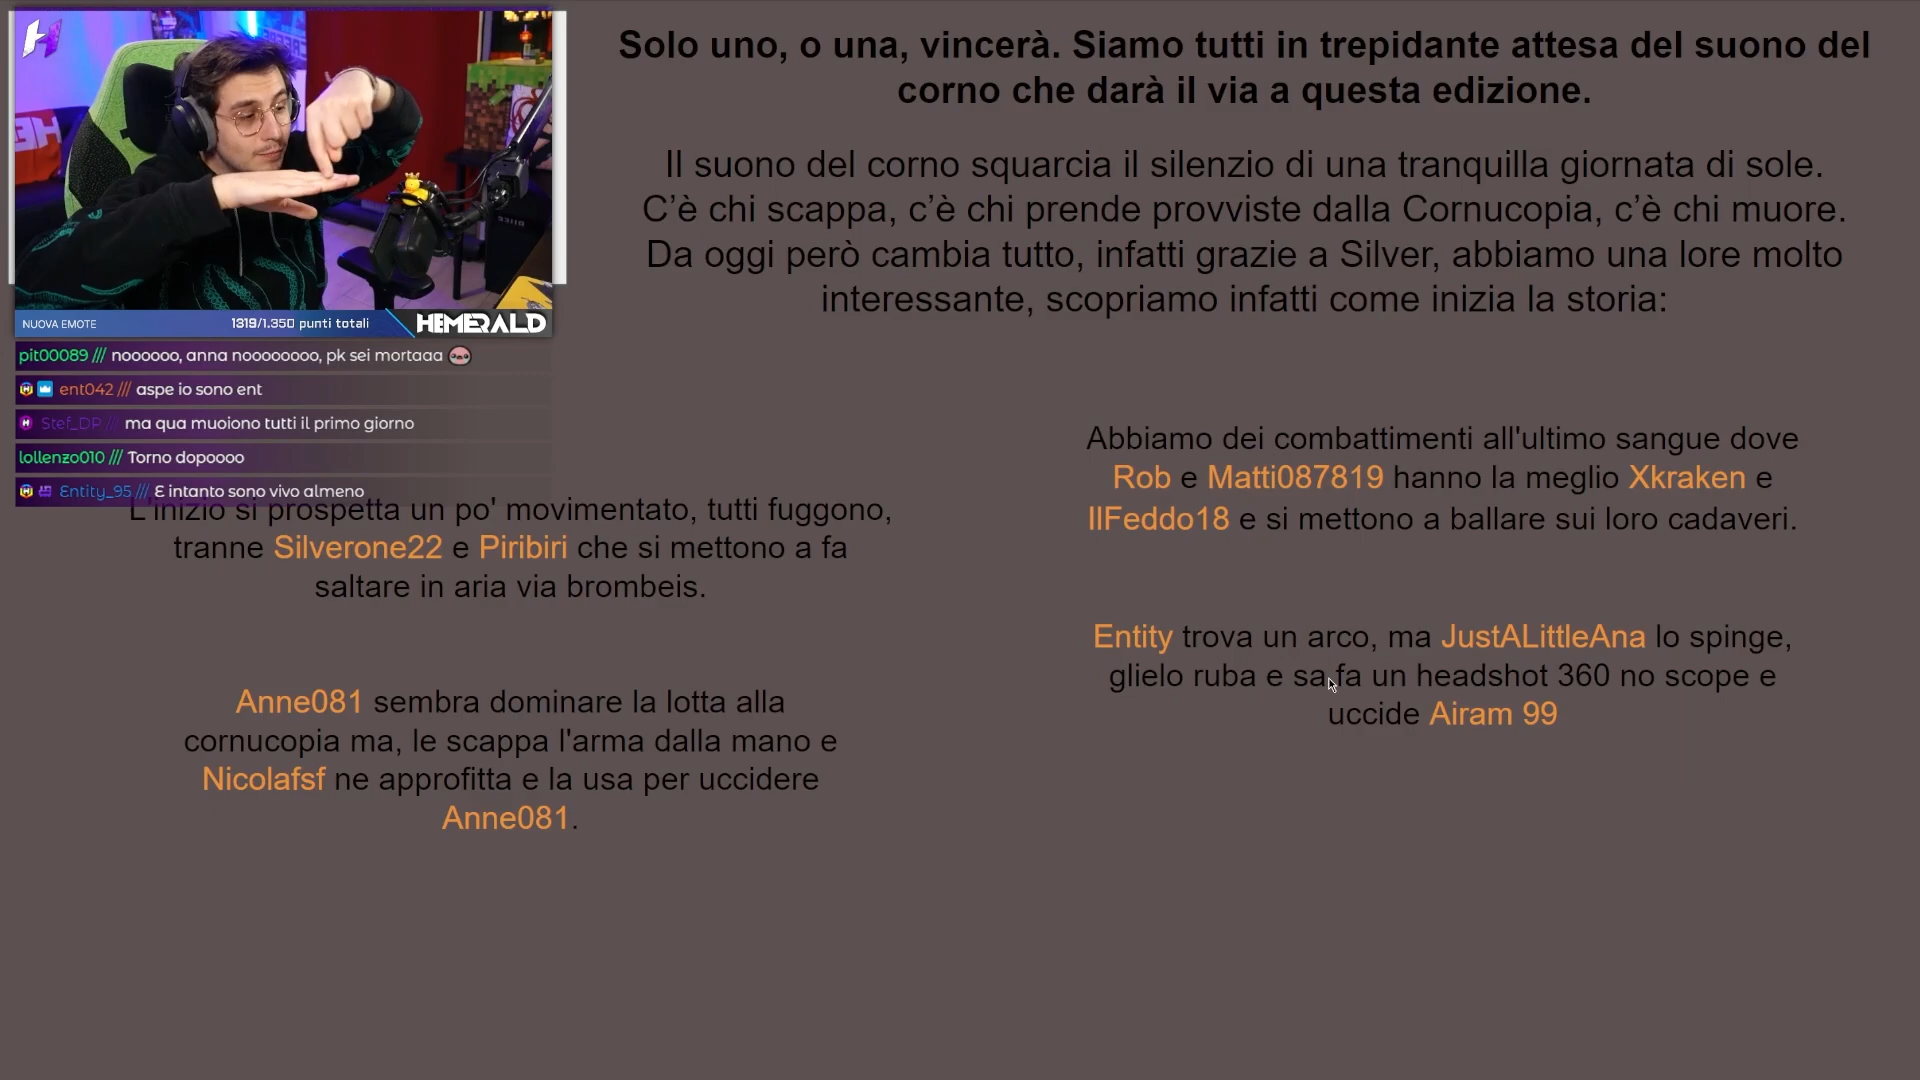 Solo uno, o una, vincerà. Siamo tutti in trepidante attesa del suono del
corno che darà il via a questa edizione.
Il suono del corno squarcia il silenzio di una tranquilla giornata di sole.
C’è chi scappa, c’è chi prende provviste dalla Cornucopia, c’è chi muore.
Da oggi però cambia tutto, infatti grazie a Silver, abbiamo una lore molto
interessante, scopriamo infatti come inizia la storia:
NUOVA EMOTE 1319/1.350 punti totali HEMERALD
pit00089 /// noooooo, anna noooooooo, pk sei mortaaa
ent042 /// aspe io sono ent
Stef_DP /// ma qua muoiono tutti il primo giorno
lollenzo010 /// Torno dopoooo
Entity_95 /// E intanto sono vivo almeno
L'inizio si prospetta un po' movimentato, tutti fuggono,
tranne Silverone22 e Piribiri che si mettono a fa
saltare in aria via brombeis.
Anne081 sembra dominare la lotta alla
cornucopia ma, le scappa l'arma dalla mano e
Nicolafsf ne approfitta e la usa per uccidere
Anne081.
Abbiamo dei combattimenti all'ultimo sangue dove
Rob e Matti087819 hanno la meglio Xkraken e
IlFeddo18 e si mettono a ballare sui loro cadaveri.
Entity trova un arco, ma JustALittleAna lo spinge,
glielo ruba e sa fa un headshot 360 no scope e
uccide Airam 99